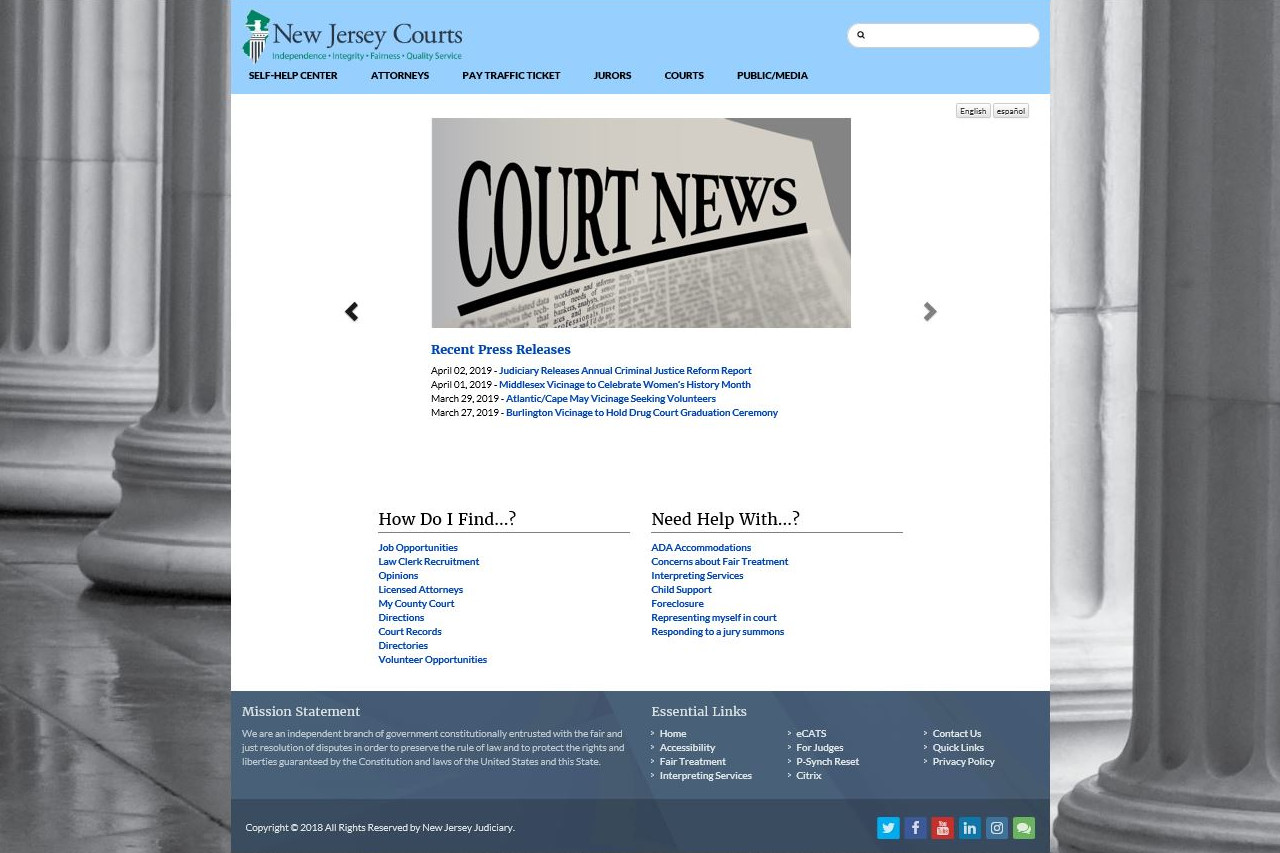 New Jersey Courts
Independence • Integrity • Fairness • Quality Service
SELF-HELP CENTER ATTORNEYS PAY TRAFFIC TICKET JURORS COURTS PUBLIC/MEDIA
English español
COURT NEWS
consolidated data workflow and
Recent Press Releases
April 02, 2019 - Judiciary Releases Annual Criminal Justice Reform Report
April 01, 2019 - Middlesex Vicinage to Celebrate Women's History Month
March 29, 2019 - Atlantic/Cape May Vicinage Seeking Volunteers
March 27, 2019 - Burlington Vicinage to Hold Drug Court Graduation Ceremony
How Do I Find...?
Job Opportunities
Law Clerk Recruitment
Opinions
Licensed Attorneys
My County Court
Directions
Court Records
Directories
Volunteer Opportunities
Need Help With...?
ADA Accommodations
Concerns about Fair Treatment
Interpreting Services
Child Support
Foreclosure
Representing myself in court
Responding to a jury summons
Mission Statement
We are an independent branch of government constitutionally entrusted with the fair and
just resolution of disputes in order to preserve the rule of law and to protect the rights and
liberties guaranteed by the Constitution and laws of the United States and this State.
Essential Links
Home
Accessibility
Fair Treatment
Interpreting Services
eCATS
For Judges
P-Synch Reset
Citrix
Contact Us
Quick Links
Privacy Policy
Copyright © 2018 All Rights Reserved by New Jersey Judiciary.
You Tube